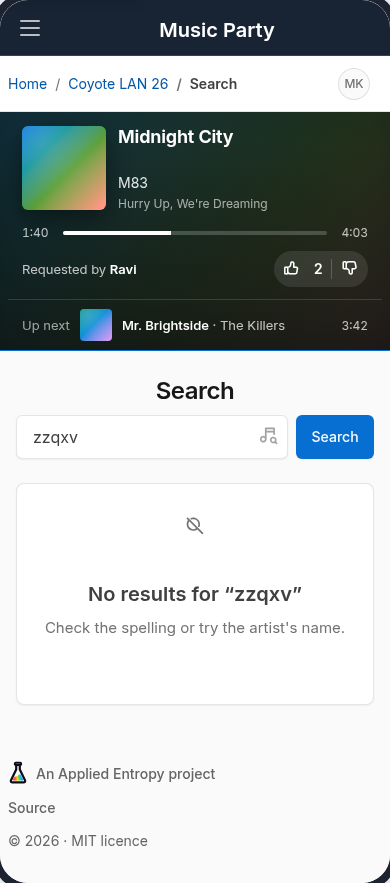 Music Party
Home / Coyote LAN 26 / Search
MK
Midnight City
M83
Hurry Up, We're Dreaming
1:40
4:03
Requested by Ravi
2
Up next
Mr. Brightside · The Killers
3:42
Search
zzqxv
Search
No results for “zzqxv”
Check the spelling or try the artist's name.
An Applied Entropy project
Source
© 2026 · MIT licence